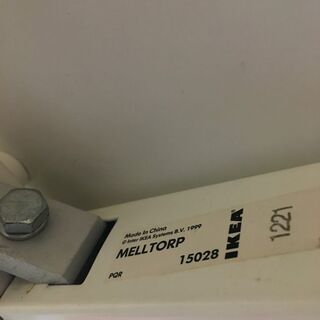 Made in China
© Inter IKEA Systems B.V. 1999
MELLTORP
PQR
15028
IKEA
1221